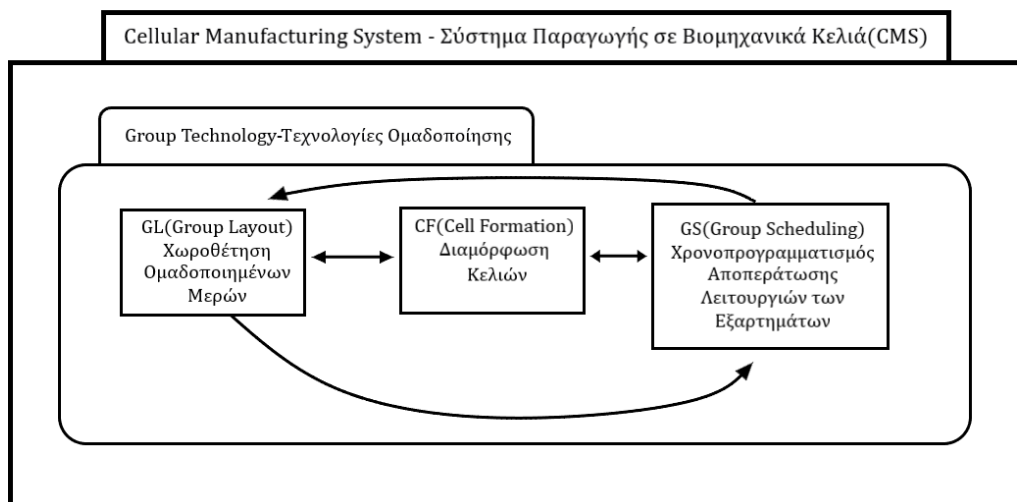 Cellular Manufacturing System - Σύστημα Παραγωγής σε Βιομηχανικά Κελιά(CMS)
Group Technology-Τεχνολογίες Ομαδοποίησης
GL(Group Layout)
Χωροθέτηση
Ομαδοποιημένων
Μερών
CF(Cell Formation)
Διαμόρφωση
Κελιών
GS(Group Scheduling)
Χρονοπρογραμματισμός
Αποπεράτωσης
Λειτουργιών των
Εξαρτημάτων